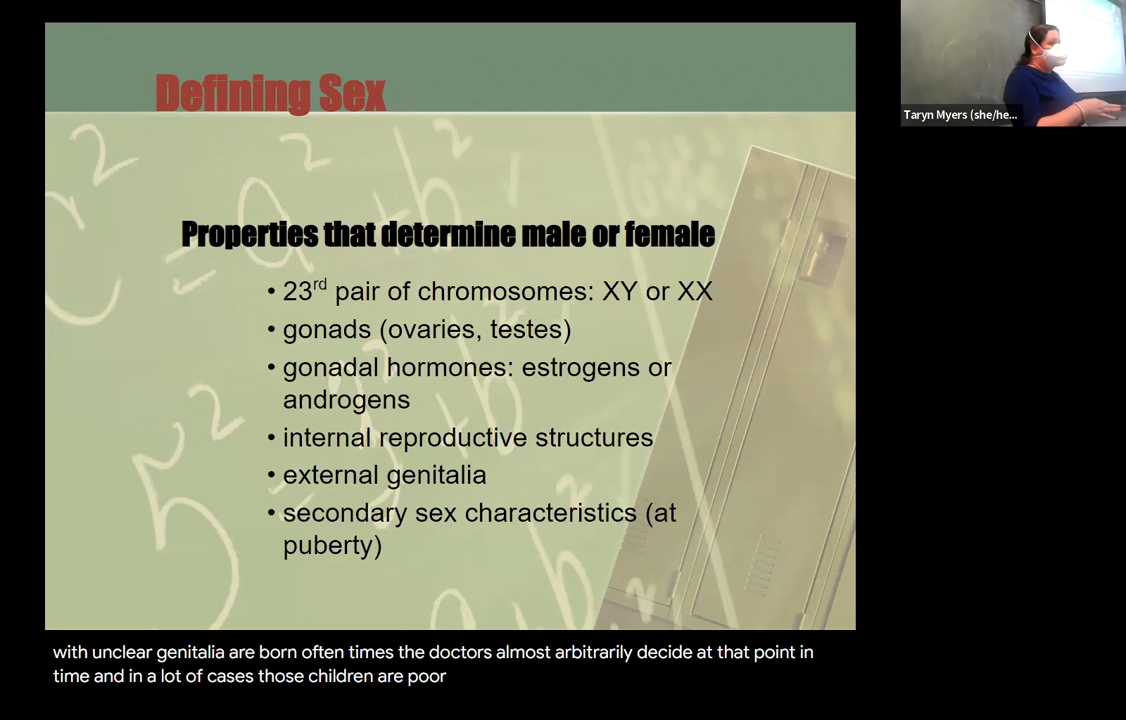 Defining Sex
Properties that determine male or female
• 23rd pair of chromosomes: XY or XX
• gonads (ovaries, testes)
• gonadal hormones: estrogens or
androgens
• internal reproductive structures
• external genitalia
• secondary sex characteristics (at
puberty)
Taryn Myers (she/he...
with unclear genitalia are born often times the doctors almost arbitrarily decide at that point in
time and in a lot of cases those children are poor